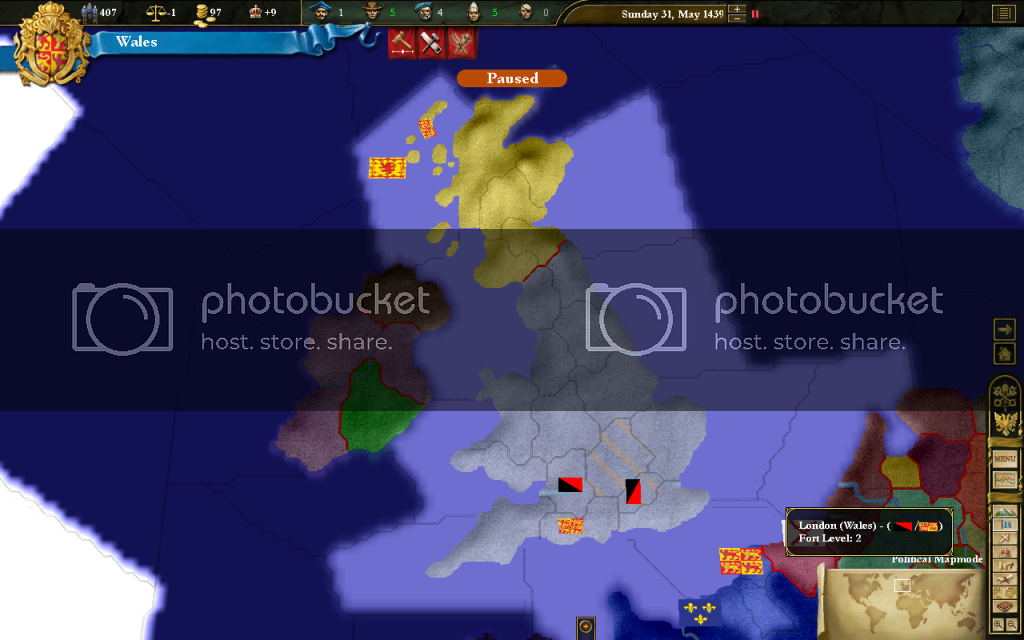 407
-1
97
+9
1
5
4
5
0
Sunday 31, May 1439
Wales
Paused
photobucket
host. store. share.
photobucket
host. store. share.
MENU
London (Wales) - ( / )
Fort Level: 2
Political Mapmode